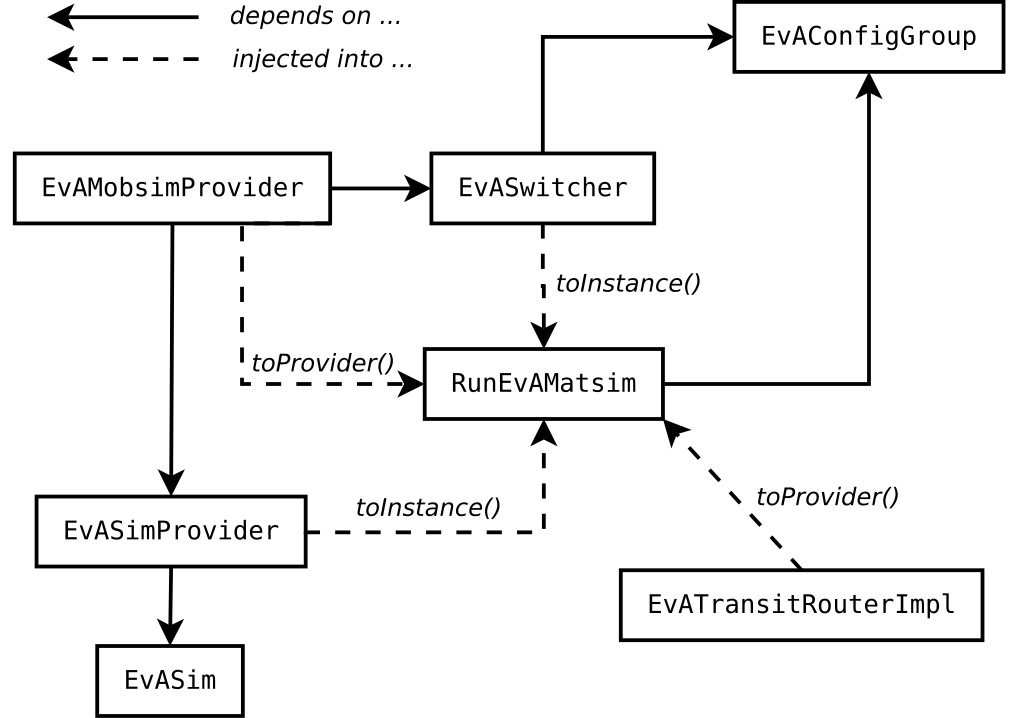 depends on ...
injected into ...
EvAConfigGroup
EvAMobsimProvider
EvASwitcher
toInstance()
toProvider()
RunEvAMatsim
toInstance()
toProvider()
EvASimProvider
EvATransitRouterImpl
EvASim